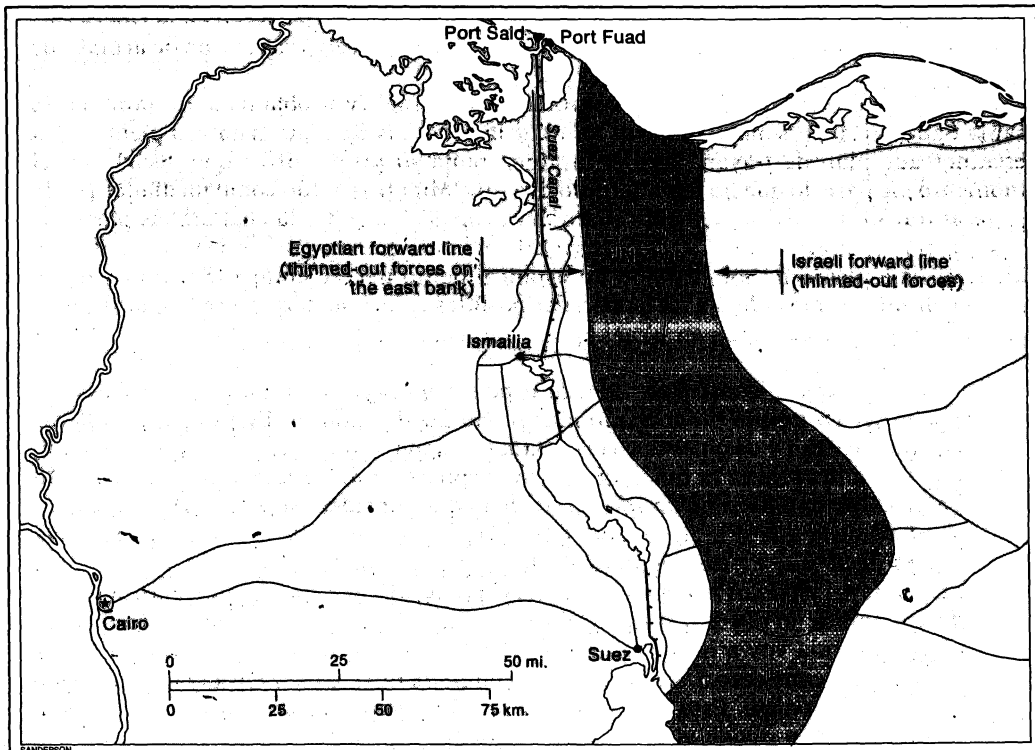 Port Said
Port Fuad
Suez Canal
Egyptian forward line
(thinned-out forces on
the east bank)
Israeli forward line
(thinned-out forces)
Ismailia
Cairo
Suez
0 25 50 mi.
0 25 50 75 km.
SANDERSON